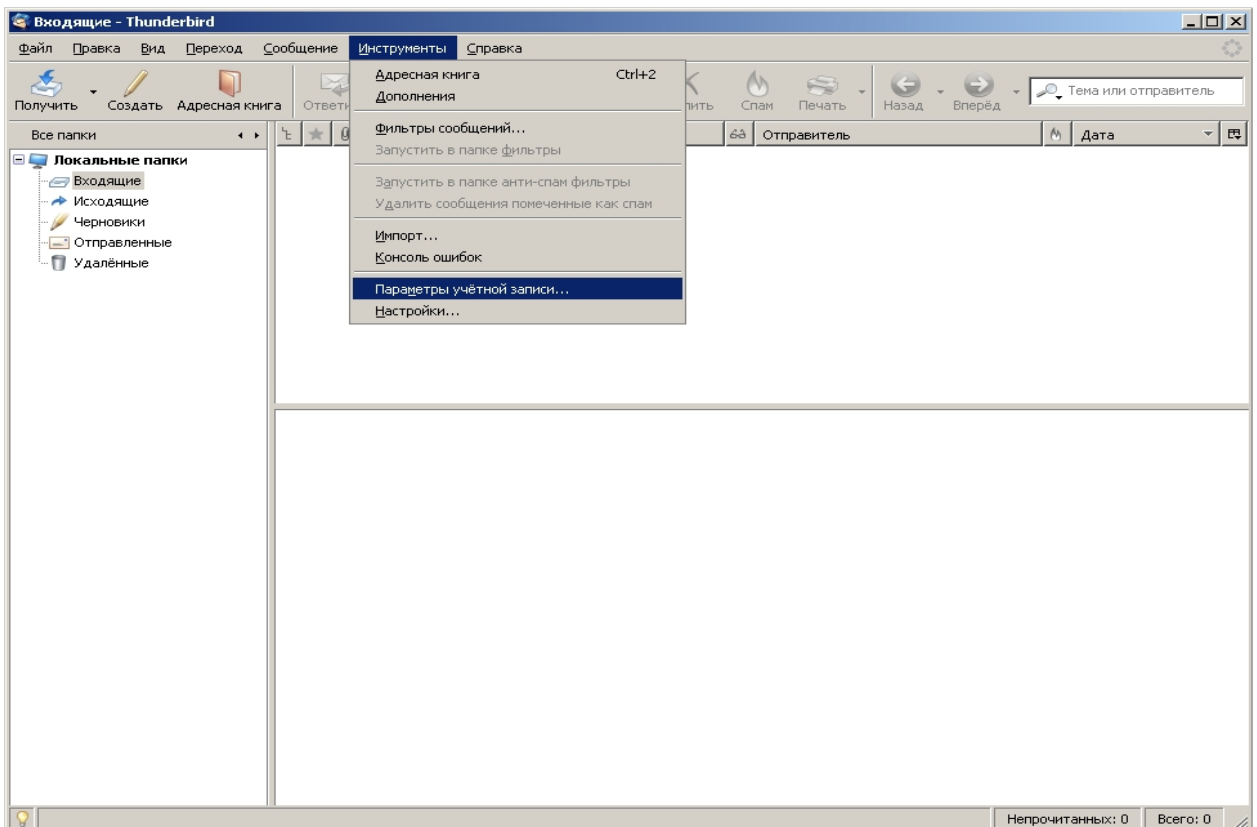 Входящие - Thunderbird
Файл Правка Вид Переход Сообщение Инструменты Справка
Получить Создать Адресная книга Спам Печать Назад Вперёд Тема или отправитель
Все папки Отправитель Дата
Локальные папки
Входящие
Исходящие
Черновики
Отправленные
Удалённые
Адресная книга Ctrl+2
Дополнения
Фильтры сообщений...
Запустить в папке фильтры
Запустить в папке анти-спам фильтры
Удалить сообщения помеченные как спам
Импорт...
Консоль ошибок
Параметры учётной записи...
Настройки...
Непрочитанных: 0 Всего: 0